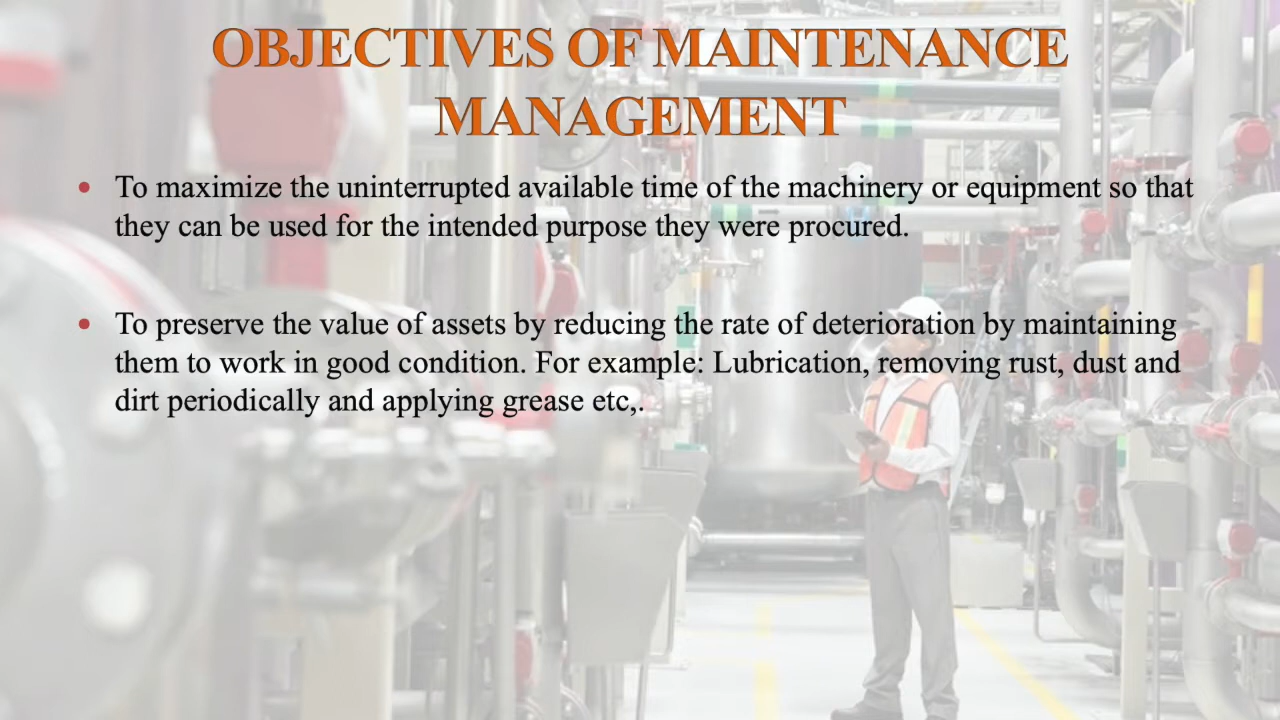 OBJECTIVES OF MAINTENANCE
MANAGEMENT
• To maximize the uninterrupted available time of the machinery or equipment so that
they can be used for the intended purpose they were procured.
• To preserve the value of assets by reducing the rate of deterioration by maintaining
them to work in good condition. For example: Lubrication, removing rust, dust and
dirt periodically and applying grease etc,.